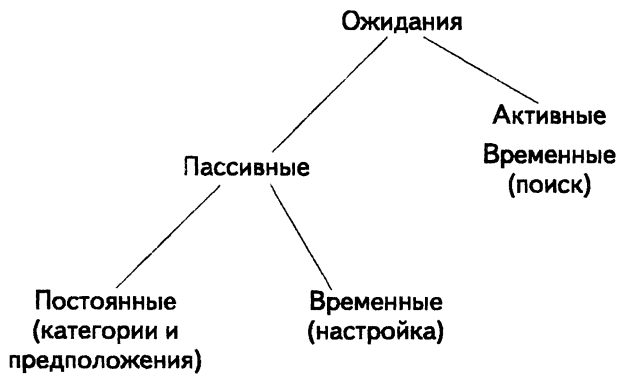 Ожидания
Активные
Временные
(поиск)
Пассивные
Постоянные
(категории и
предположения)
Временные
(настройка)